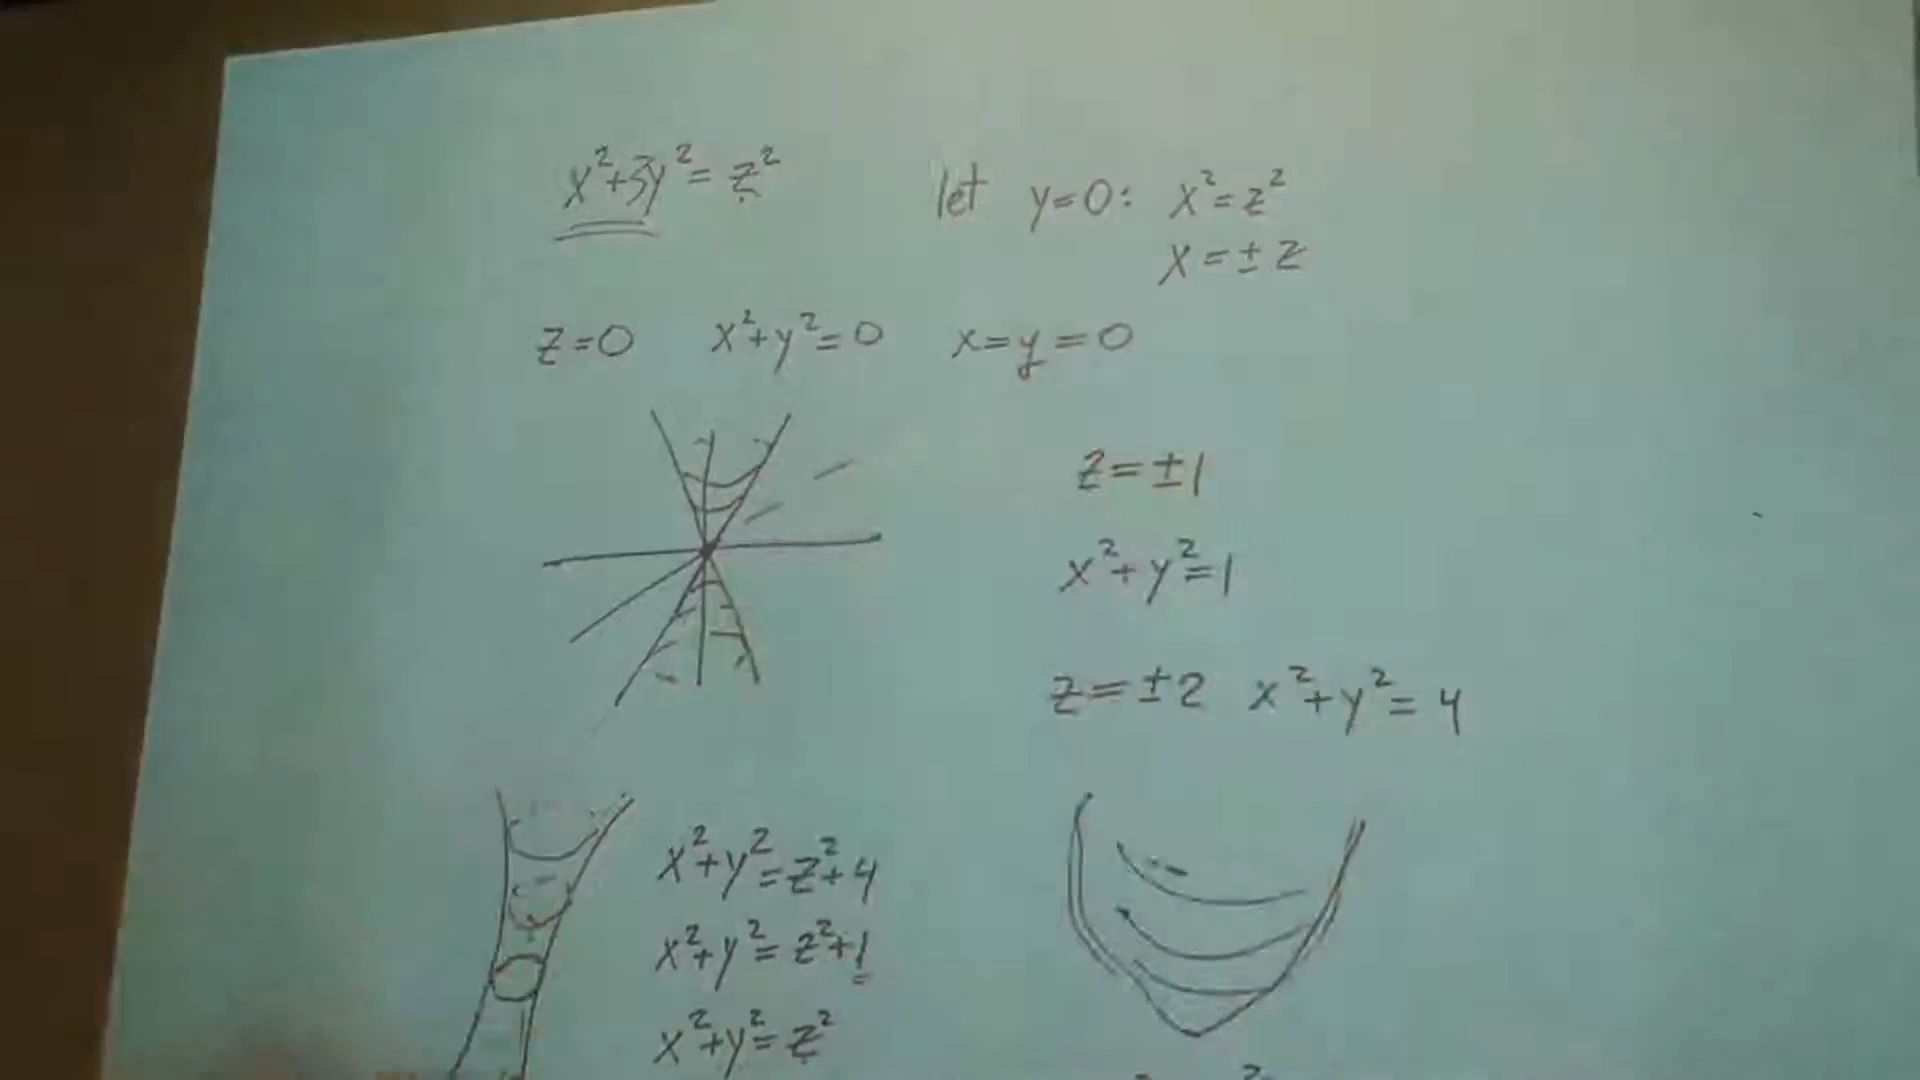 x²+3y²=z² let y=0: x²=z²
x=±z
z=0 x²+y²=0 x=y=0
z=±1
x²+y²=1
z=±2 x²+y²=4
x²+y²=z²+4
x²+y²=z²+1
x²+y²=z²